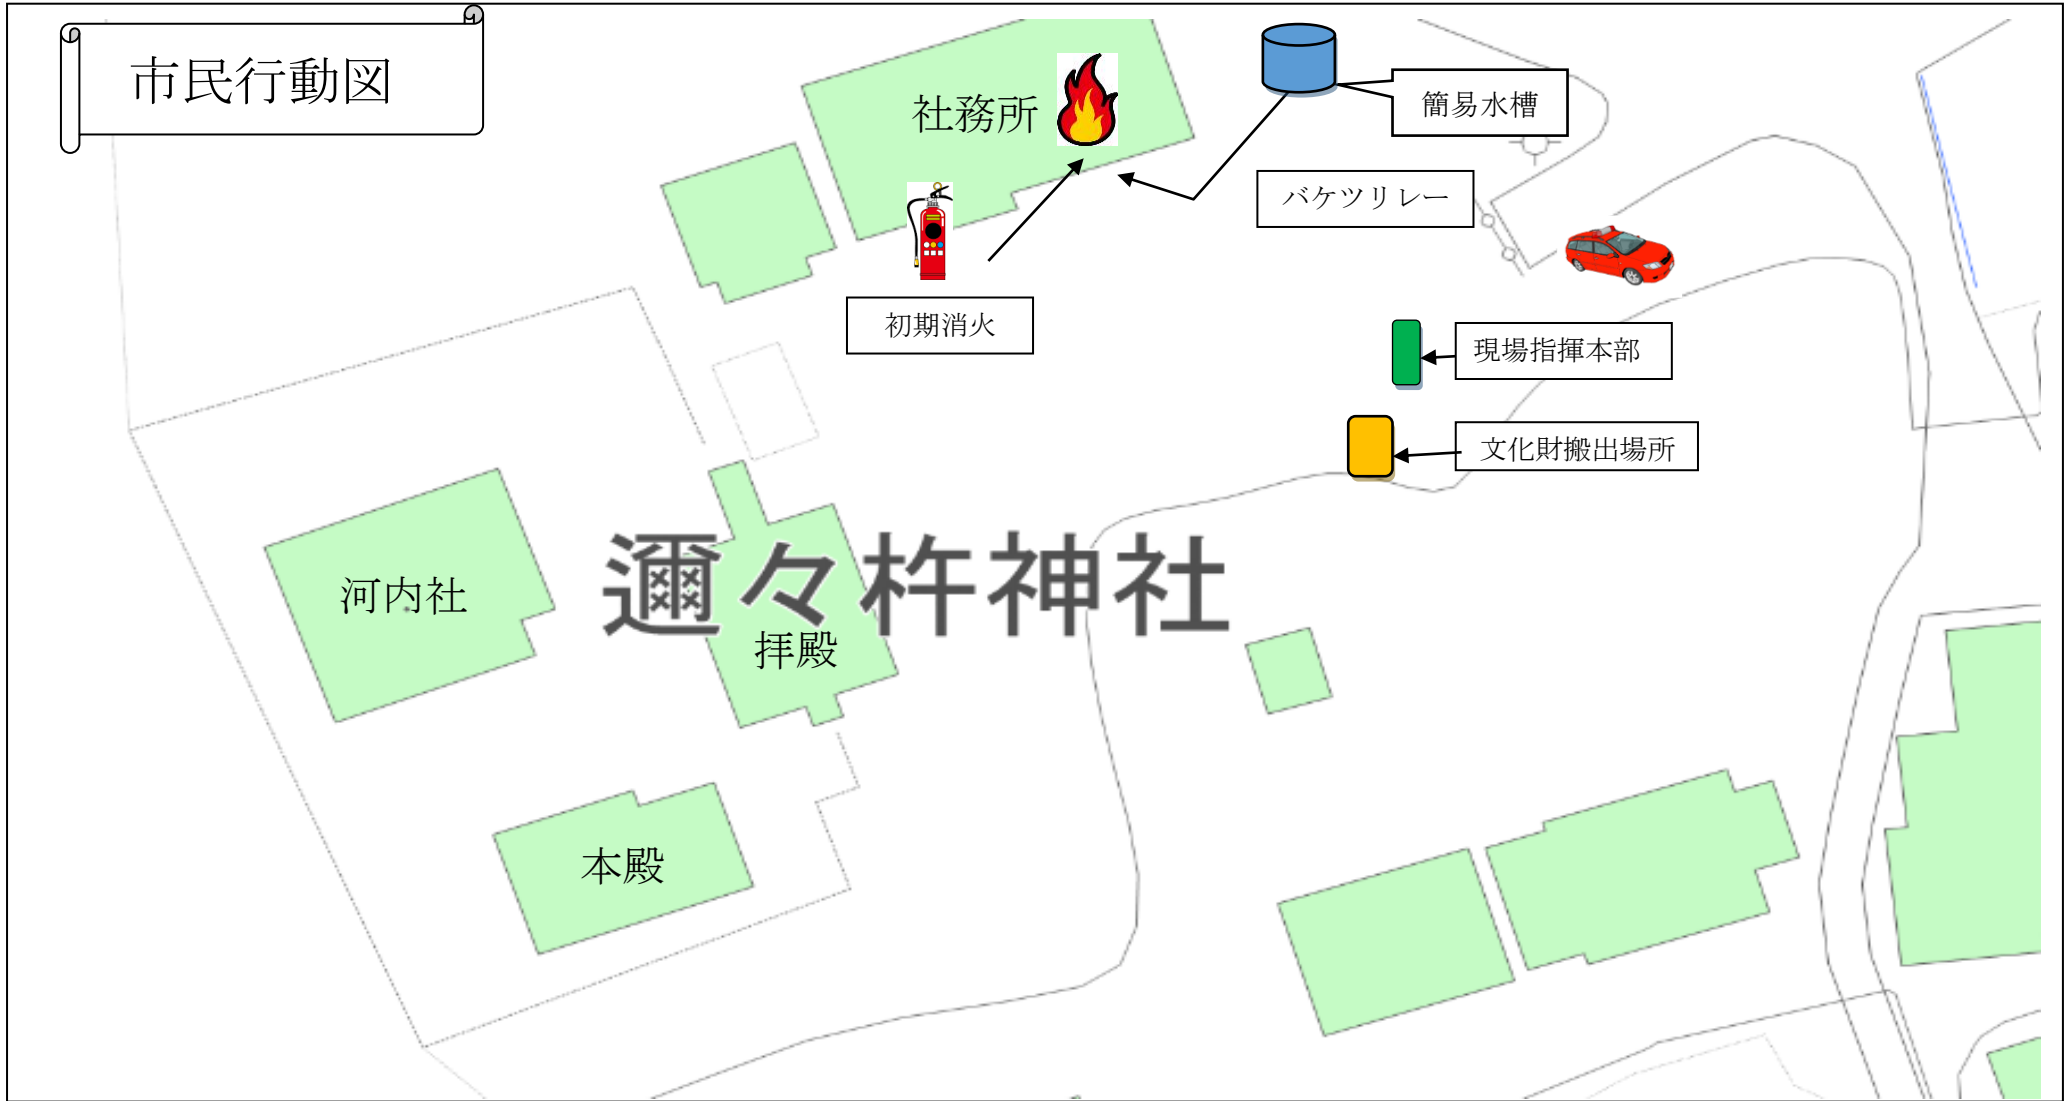 市民行動図
社務所
簡易水槽
バケツリレー
初期消火
現場指揮本部
文化財搬出場所
河内社
邇々杵神社
拝殿
本殿